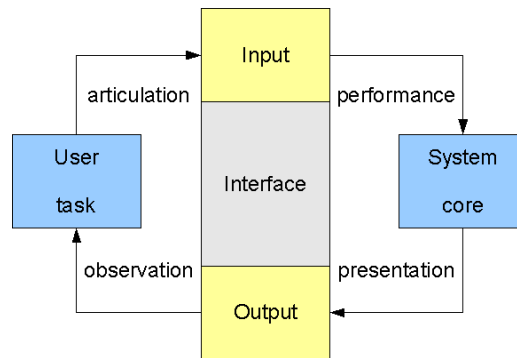 Input
articulation
performance
User
task
Interface
System
core
observation
presentation
Output